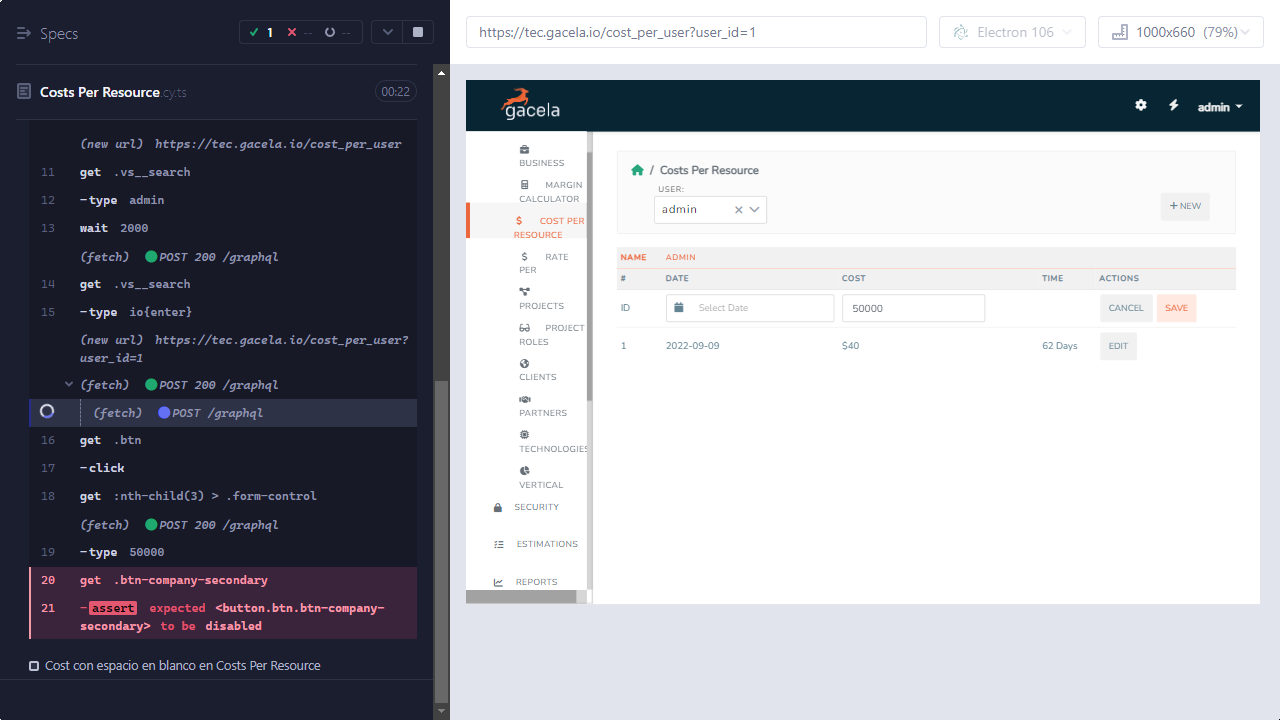 Specs
1
--
--
Costs Per Resource.cy.ts
00:22
(new url) https://tec.gacela.io/cost_per_user
11 get .vs__search
12 -type admin
13 wait 2000
(fetch) POST 200 /graphql
14 get .vs__search
15 -type io{enter}
(new url) https://tec.gacela.io/cost_per_user?
user_id=1
(fetch) POST 200 /graphql
(fetch) POST /graphql
16 get .btn
17 -click
18 get :nth-child(3) > .form-control
(fetch) POST 200 /graphql
19 -type 50000
20 get .btn-company-secondary
21 -assert expected <button.btn.btn-company-
secondary> to be disabled
Cost con espacio en blanco en Costs Per Resource
https://tec.gacela.io/cost_per_user?user_id=1
Electron 106
1000x660 (79%)
gacela
admin
BUSINESS
MARGIN
CALCULATOR
$ COST PER
RESOURCE
$ RATE
PER
PROJECTS
PROJECT
ROLES
CLIENTS
PARTNERS
TECHNOLOGIES
VERTICAL
SECURITY
ESTIMATIONS
REPORTS
/ Costs Per Resource
USER:
admin
+ NEW
NAME ADMIN
# DATE COST TIME ACTIONS
ID Select Date 50000 CANCEL SAVE
1 2022-09-09 $40 62 Days EDIT